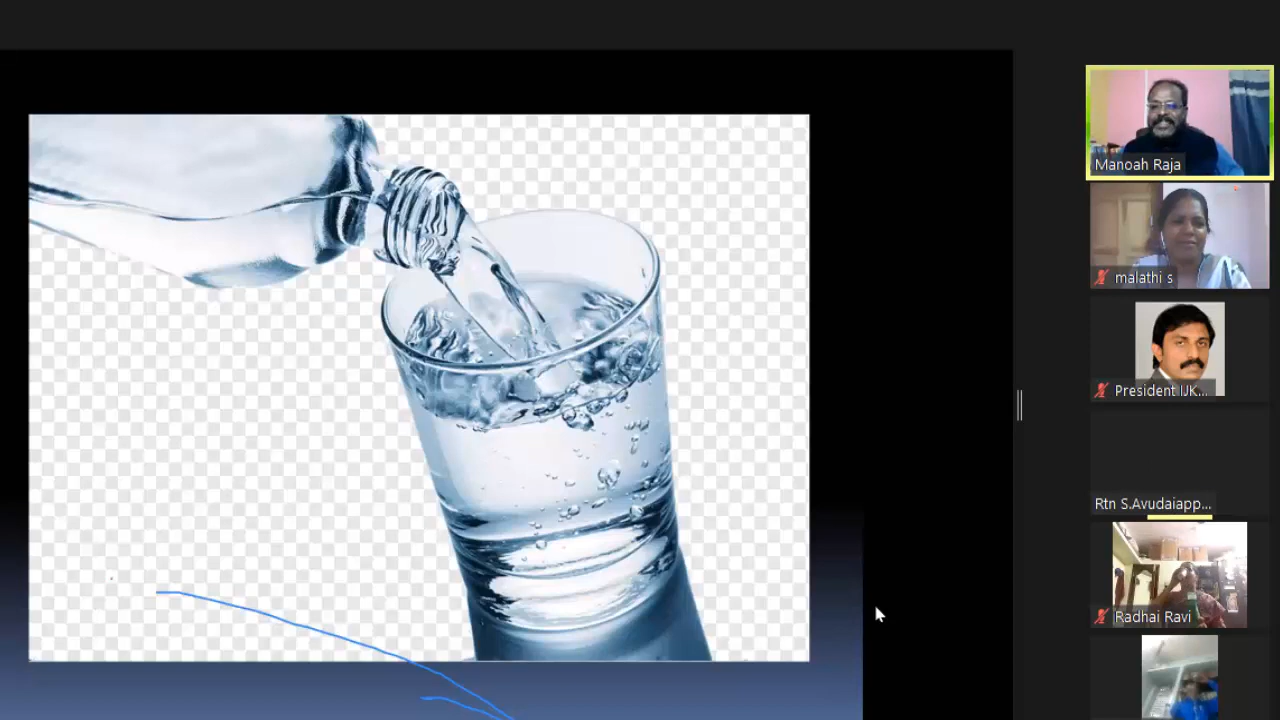 Manoah Raja
malathi s
President IJK...
Rtn S.Avudaiapp...
Radhai Ravi